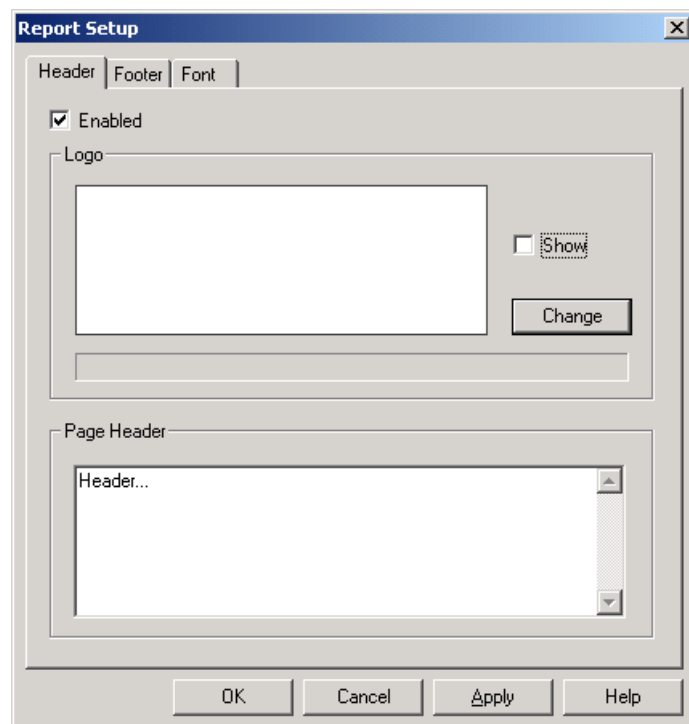 Report Setup
Header Footer Font
Enabled
Logo
Show
Change
Page Header
Header...
OK Cancel Apply Help